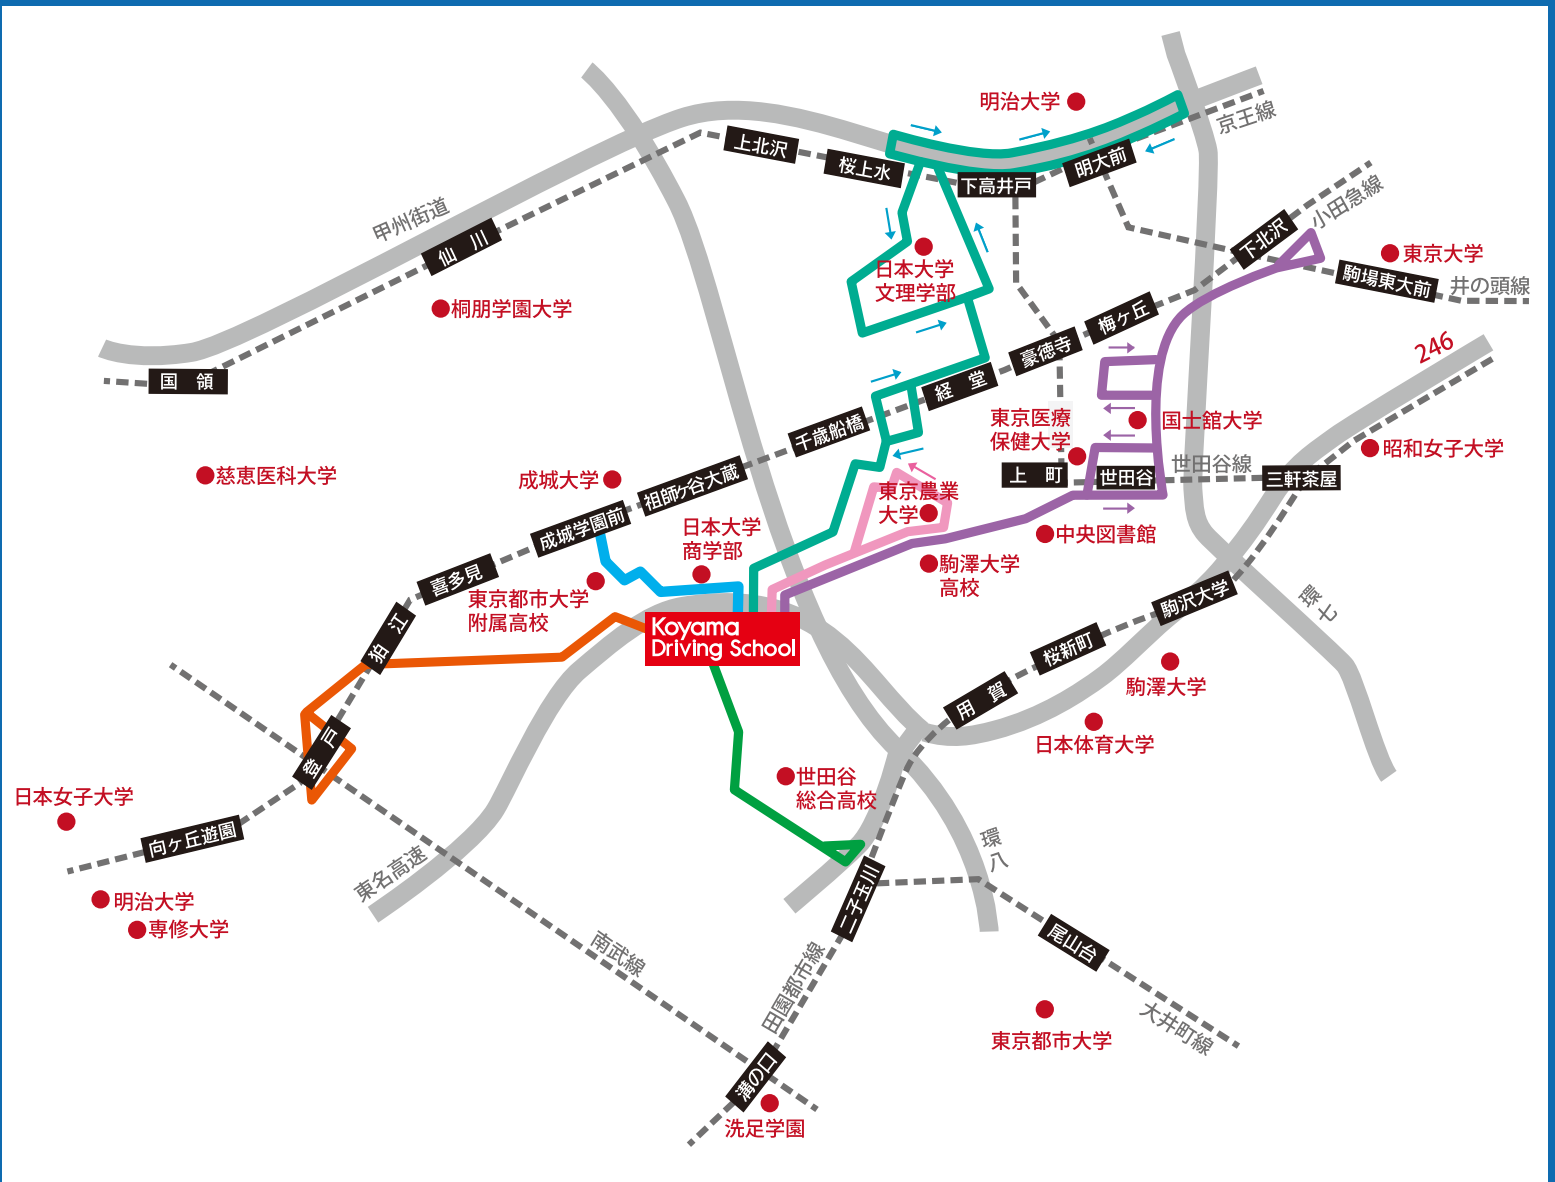 明治大学
京王線
上北沢
桜上水
下高井戸
明大前
甲州街道
仙 川
小田急線
下北沢
東京大学
駒場東大前
井の頭線
日本大学
文理学部
桐朋学園大学
国 領
梅ヶ丘
豪徳寺
246
経 堂
千歳船橋
東京医療
保健大学
国士舘大学
昭和女子大学
慈恵医科大学
成城大学
祖師ヶ谷大蔵
上 町
世田谷
世田谷線
三軒茶屋
東京農業
大学
成城学園前
日本大学
商学部
中央図書館
喜多見
東京都市大学
附属高校
駒澤大学
高校
駒沢大学
環七
狛 江
Koyama
Driving School
桜新町
駒澤大学
用 賀
日本体育大学
登 戸
世田谷
総合高校
日本女子大学
向ヶ丘遊園
東名高速
環八
二子玉川
明治大学
専修大学
南武線
田園都市線
尾山台
大井町線
東京都市大学
溝の口
洗足学園